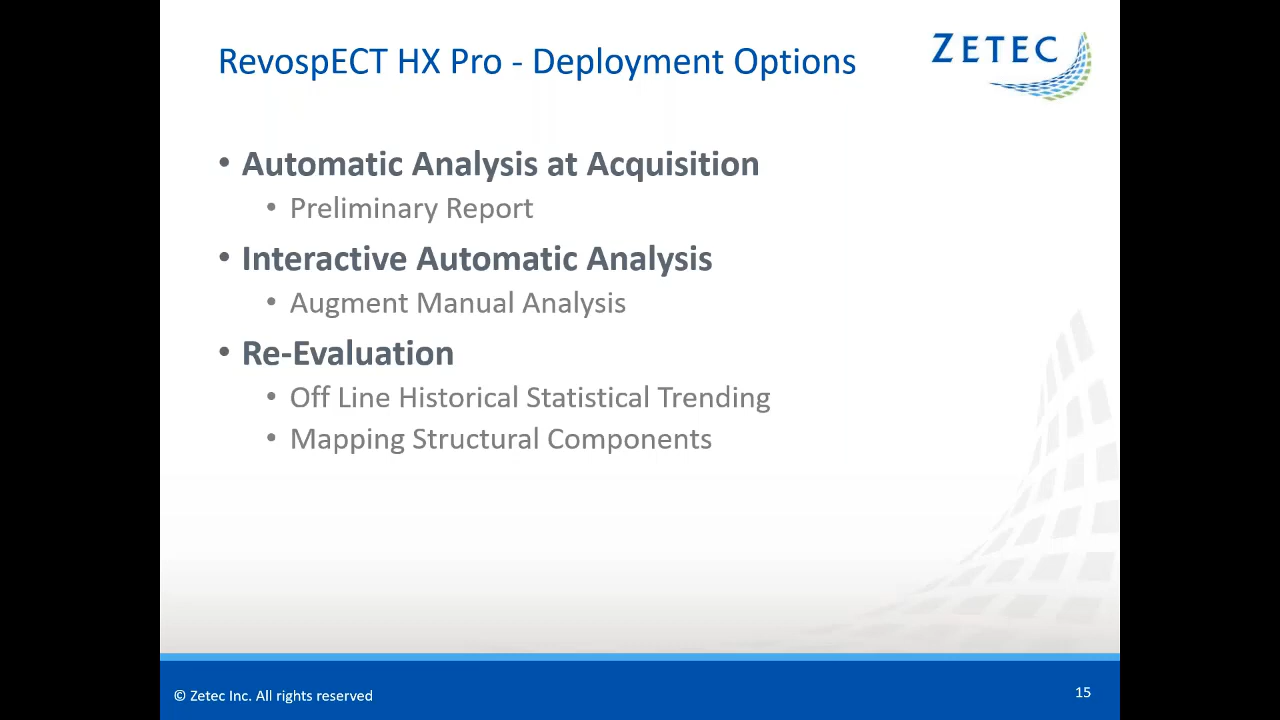 RevospECT HX Pro - Deployment Options
ZETEC
• Automatic Analysis at Acquisition
• Preliminary Report
• Interactive Automatic Analysis
• Augment Manual Analysis
• Re-Evaluation
• Off Line Historical Statistical Trending
• Mapping Structural Components
© Zetec Inc. All rights reserved
15